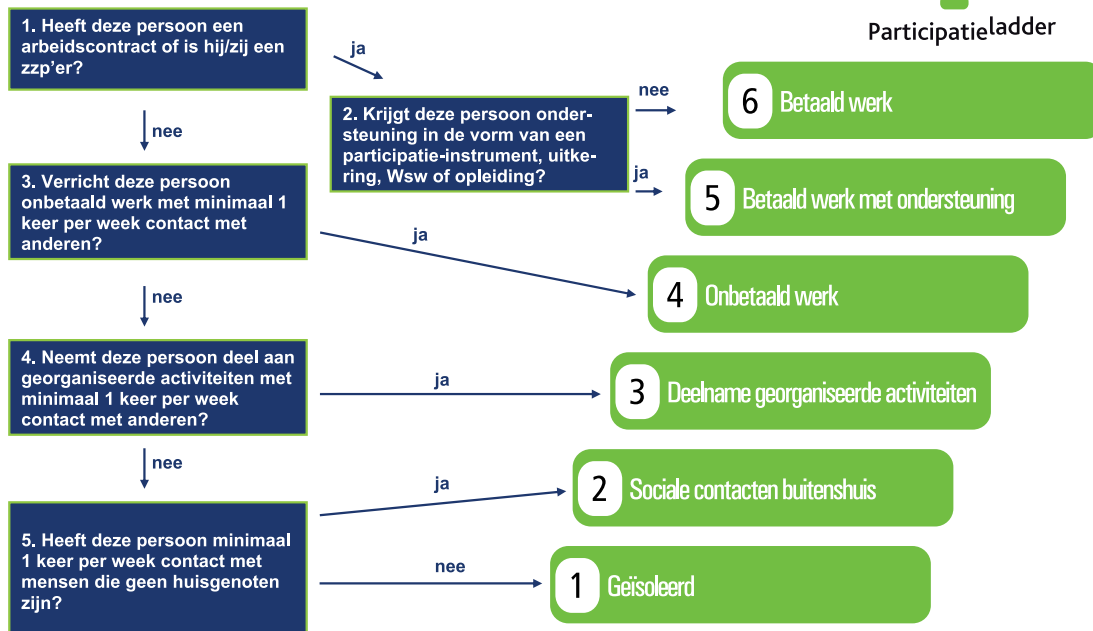 Participatieladder
1. Heeft deze persoon een
arbeidscontract of is hij/zij een
zzp'er?
ja
nee
2. Krijgt deze persoon onder-
steuning in de vorm van een
participatie-instrument, uitke-
ring, Wsw of opleiding?
nee
6 Betaald werk
ja
5 Betaald werk met ondersteuning
3. Verricht deze persoon
onbetaald werk met minimaal 1
keer per week contact met
anderen?
ja
4 Onbetaald werk
nee
4. Neemt deze persoon deel aan
georganiseerde activiteiten met
minimaal 1 keer per week
contact met anderen?
ja
3 Deelname georganiseerde activiteiten
nee
5. Heeft deze persoon minimaal
1 keer per week contact met
mensen die geen huisgenoten
zijn?
ja
2 Sociale contacten buitenshuis
nee
1 Geïsoleerd